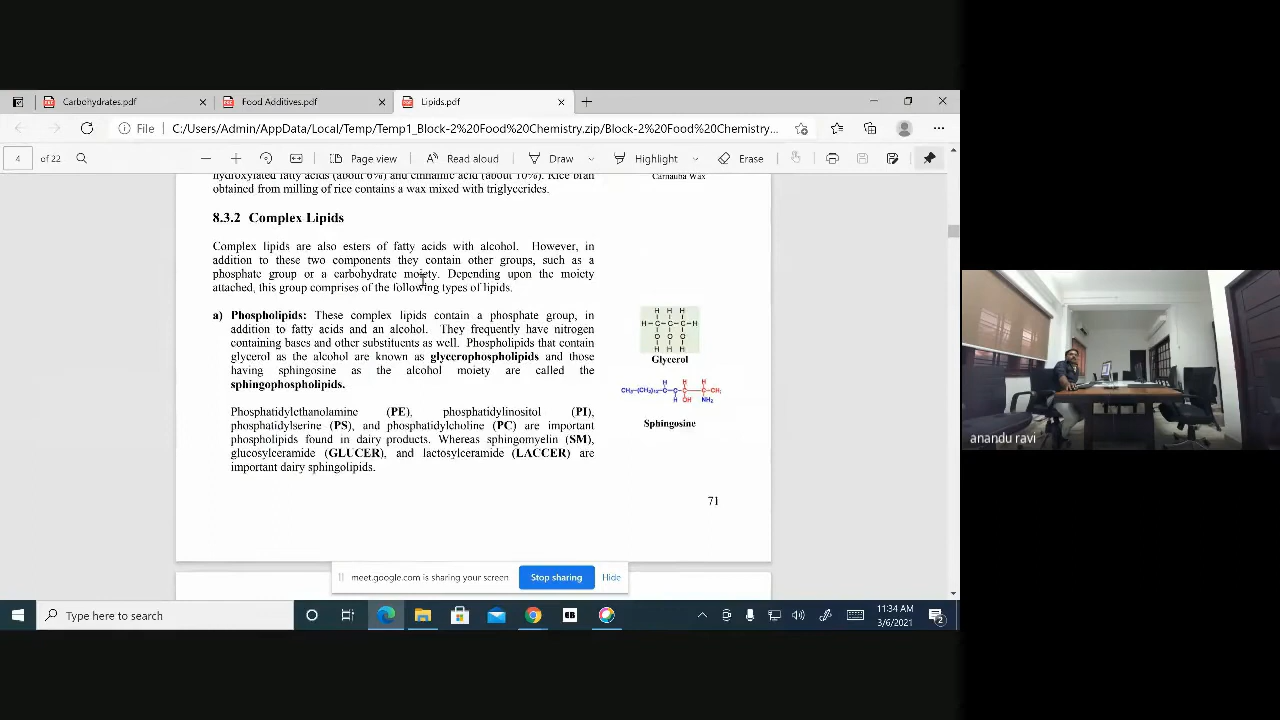 Carbohydrates.pdf
Food Additives.pdf
Lipids.pdf
File
C:/Users/Admin/AppData/Local/Temp/Temp1_Block-2%20Food%20Chemistry.zip/Block-2%20Food%20Chemistry...
4 of 22
Page view
Read aloud
Draw
Highlight
Erase
hydroxylated fatty acids (about 6%) and cinnamic acid (about 10%). Rice bran
obtained from milling of rice contains a wax mixed with triglycerides.
Carnauba Wax
8.3.2 Complex Lipids
Complex lipids are also esters of fatty acids with alcohol. However, in
addition to these two components they contain other groups, such as a
phosphate group or a carbohydrate moiety. Depending upon the moiety
attached, this group comprises of the following types of lipids.
a) Phospholipids: These complex lipids contain a phosphate group, in
addition to fatty acids and an alcohol. They frequently have nitrogen
containing bases and other substituents as well. Phospholipids that contain
glycerol as the alcohol are known as glycerophospholipids and those
having sphingosine as the alcohol moiety are called the
sphingophospholipids.
H H H
H-C-C-C-H
O O O
H H H
Glycerol
Sphingosine
Phosphatidylethanolamine (PE), phosphatidylinositol (PI),
phosphatidylserine (PS), and phosphatidylcholine (PC) are important
phospholipids found in dairy products. Whereas sphingomyelin (SM),
glucosylceramide (GLUCER), and lactosylceramide (LACCER) are
important dairy sphingolipids.
71
meet.google.com is sharing your screen.
Stop sharing
Hide
Type here to search
11:34 AM
3/6/2021
2
anandu ravi